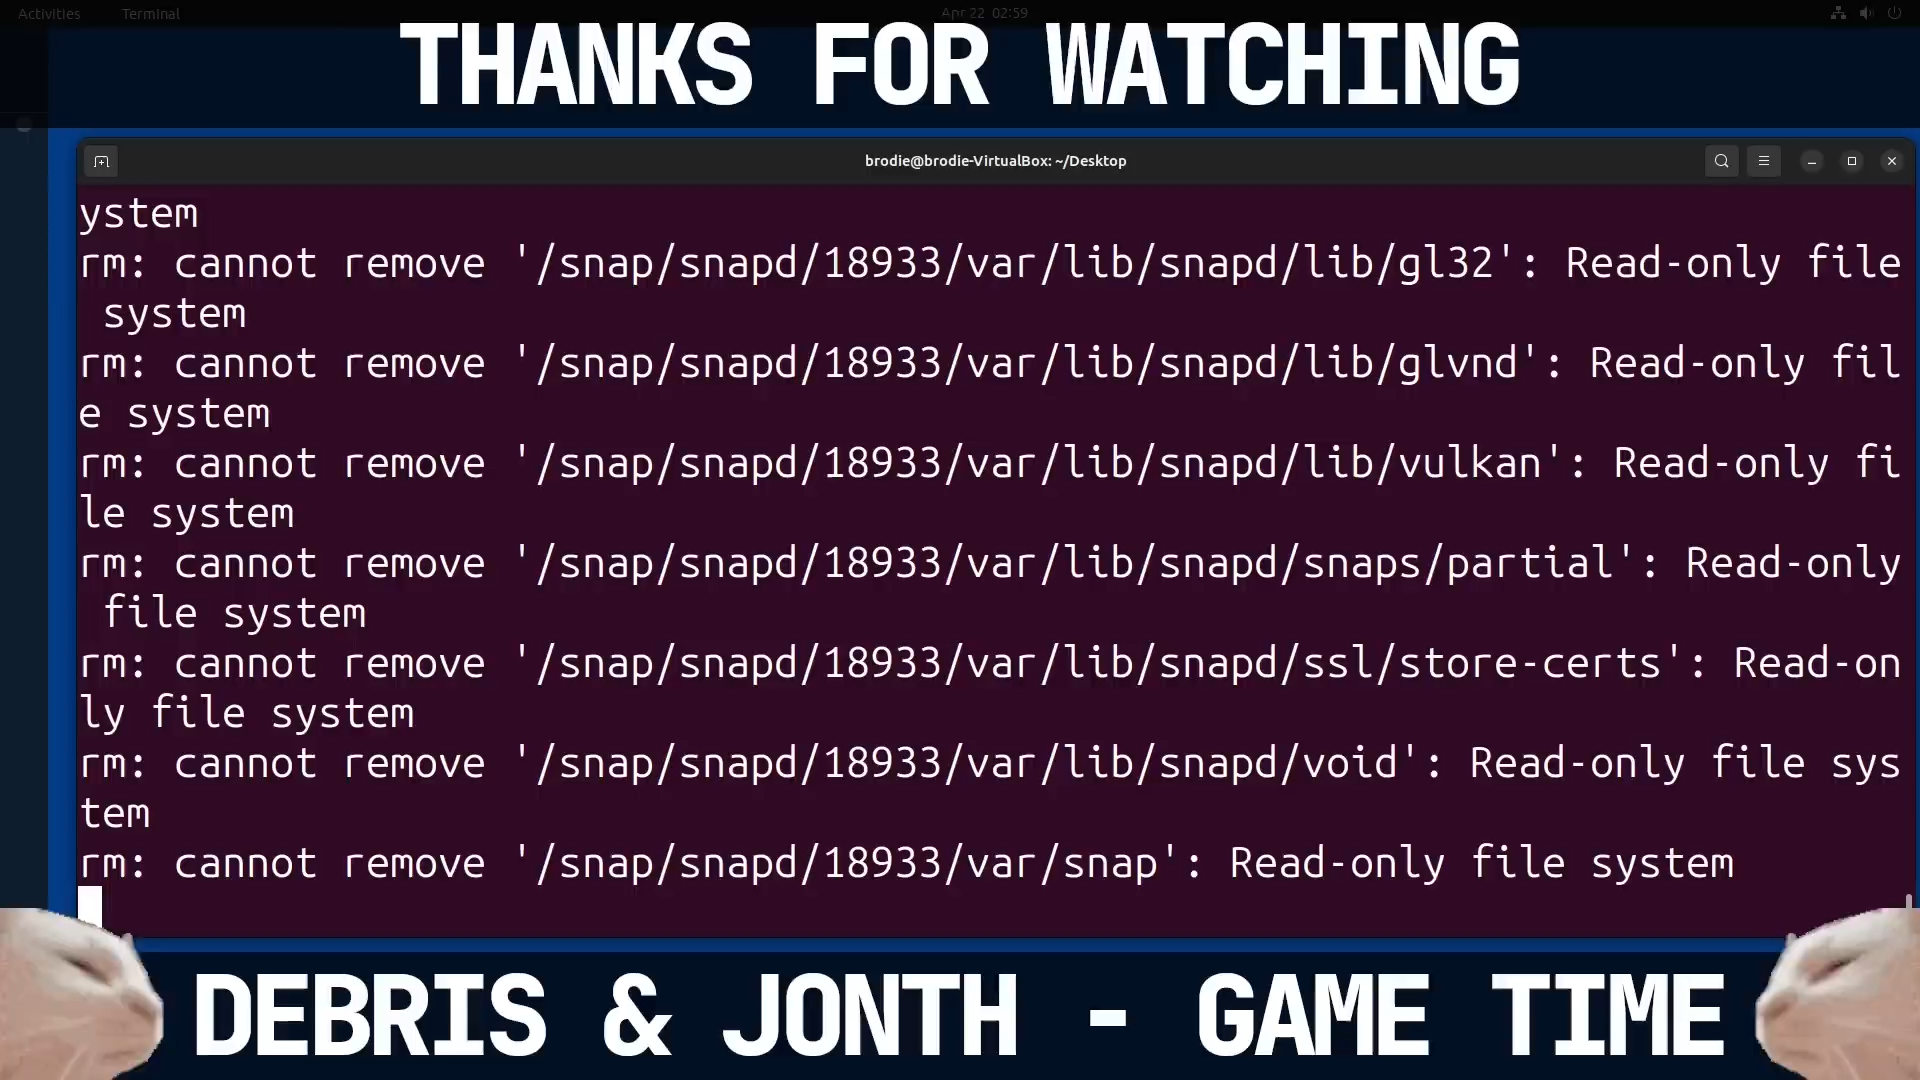 Activities Terminal Apr 22 02:59
THANKS FOR WATCHING
brodie@brodie-VirtualBox: ~/Desktop
ystem
rm: cannot remove '/snap/snapd/18933/var/lib/snapd/lib/gl32': Read-only file
 system
rm: cannot remove '/snap/snapd/18933/var/lib/snapd/lib/glvnd': Read-only fil
e system
rm: cannot remove '/snap/snapd/18933/var/lib/snapd/lib/vulkan': Read-only fi
le system
rm: cannot remove '/snap/snapd/18933/var/lib/snapd/snaps/partial': Read-only
 file system
rm: cannot remove '/snap/snapd/18933/var/lib/snapd/ssl/store-certs': Read-on
ly file system
rm: cannot remove '/snap/snapd/18933/var/lib/snapd/void': Read-only file sys
tem
rm: cannot remove '/snap/snapd/18933/var/snap': Read-only file system
DEBRIS & JONTH - GAME TIME